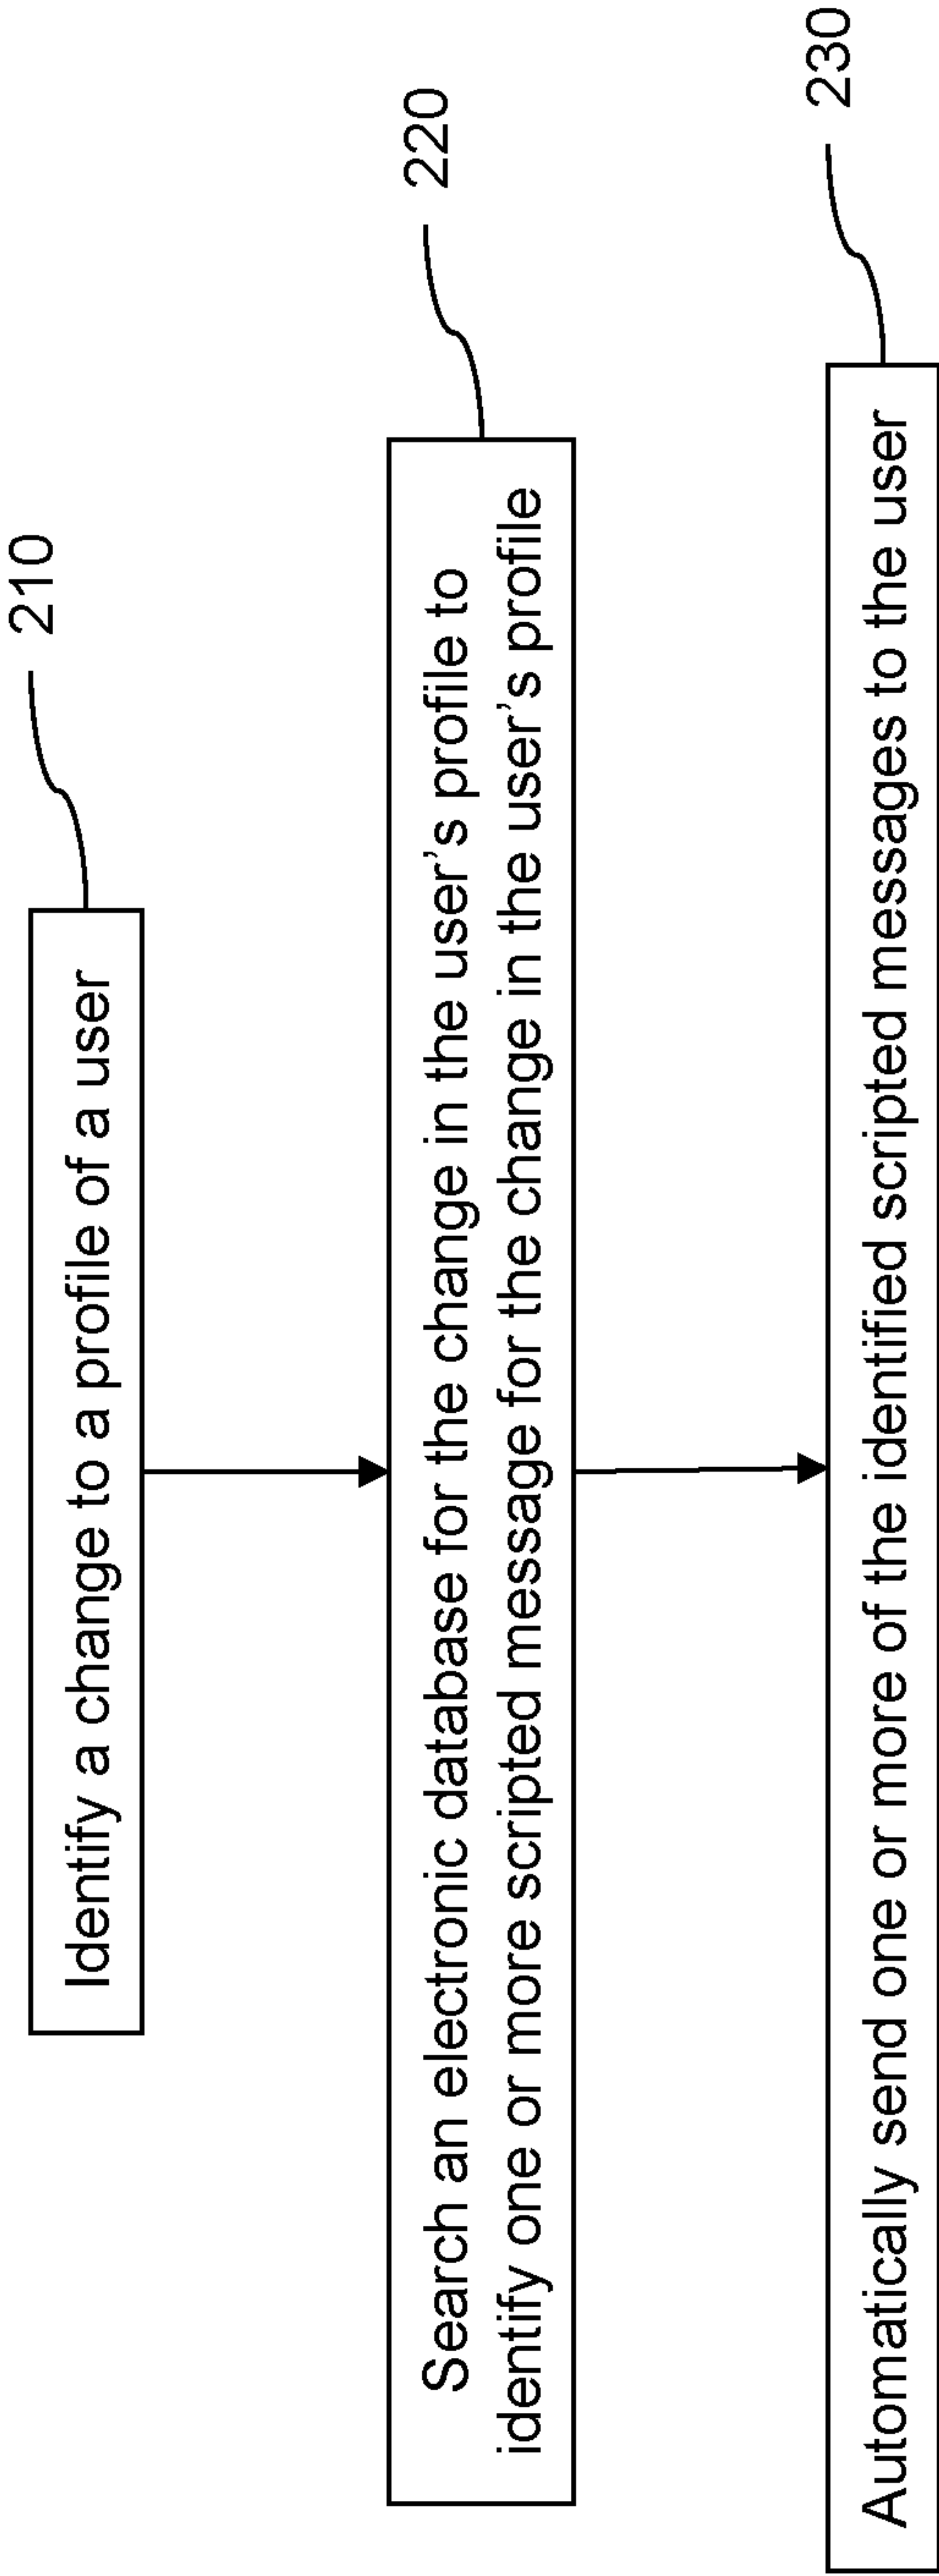 210
Identify a change to a profile of a user
220
Search an electronic database for the change in the user’s profile to
identify one or more scripted message for the change in the user’s profile
230
Automatically send one or more of the identified scripted messages to the user